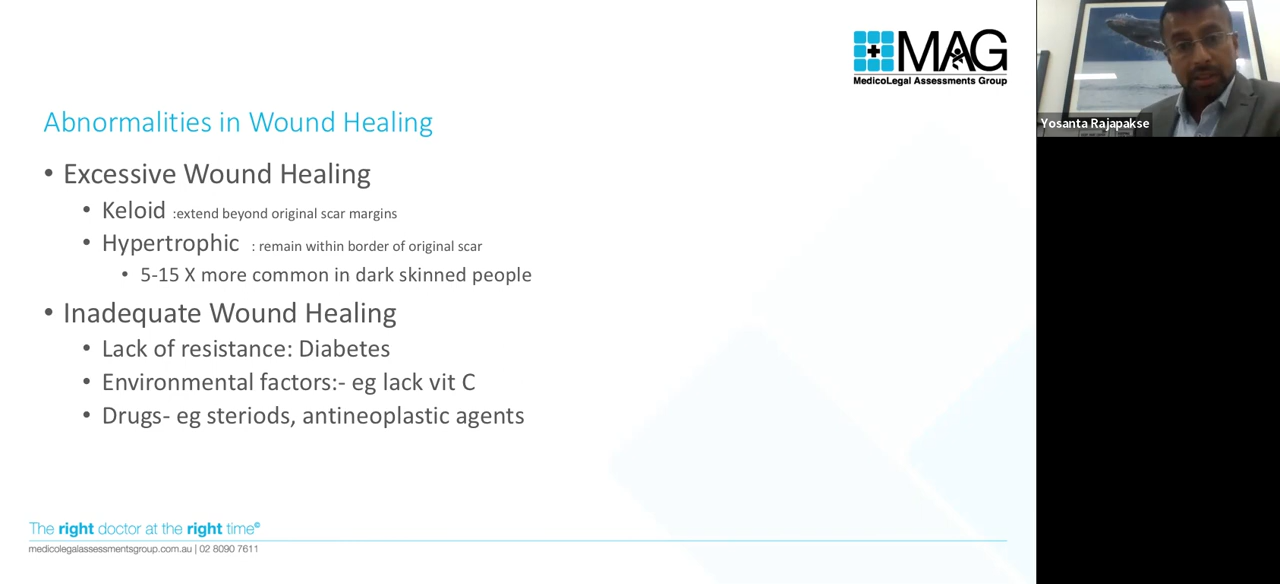 MAG
MedicoLegal Assessments Group
Yosanta Rajapakse
Abnormalities in Wound Healing
• Excessive Wound Healing
• Keloid :extend beyond original scar margins
• Hypertrophic : remain within border of original scar
• 5-15 X more common in dark skinned people
• Inadequate Wound Healing
• Lack of resistance: Diabetes
• Environmental factors:- eg lack vit C
• Drugs- eg steriods, antineoplastic agents
The right doctor at the right time©
medicolegalassessmentsgroup.com.au | 02 8090 7611